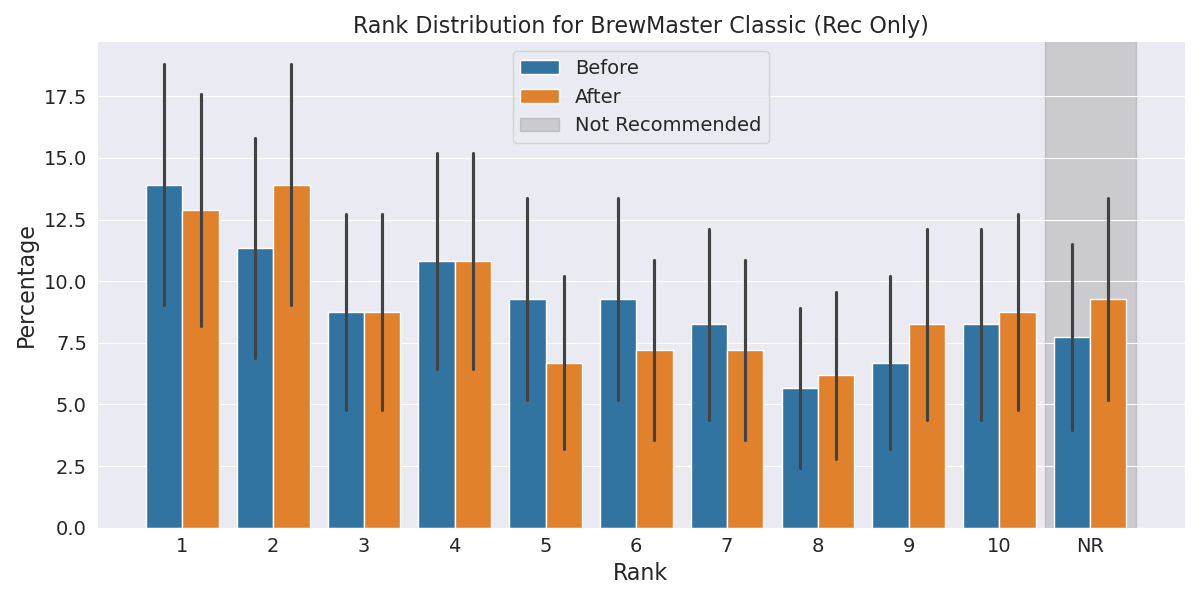 Rank Distribution for BrewMaster Classic (Rec Only)
Before
After
Not Recommended
Percentage
17.5
15.0
12.5
10.0
7.5
5.0
2.5
0.0
1 2 3 4 5 6 7 8 9 10 NR
Rank